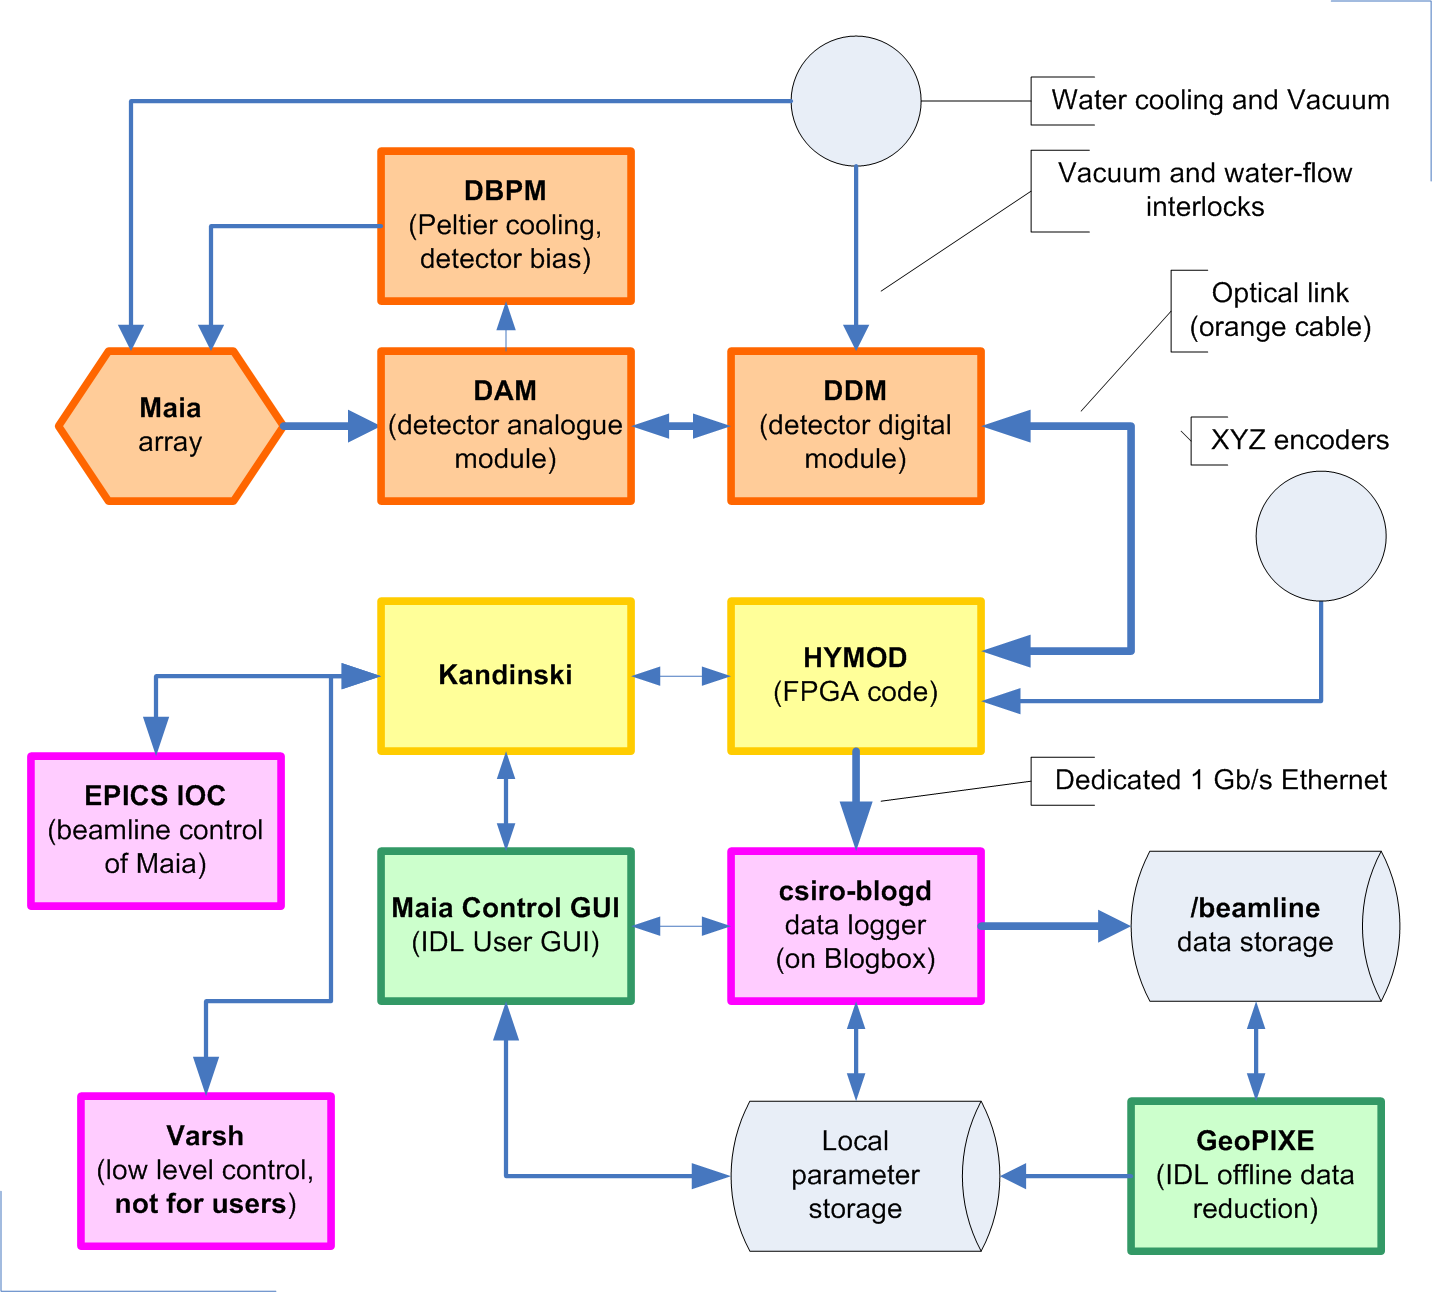 Water cooling and Vacuum
Vacuum and water-flow
interlocks
DBPM
(Peltier cooling,
detector bias)
Optical link
(orange cable)
Maia
array
DAM
(detector analogue
module)
DDM
(detector digital
module)
XYZ encoders
Kandinski
HYMOD
(FPGA code)
EPICS IOC
(beamline control
of Maia)
Dedicated 1 Gb/s Ethernet
Maia Control GUI
(IDL User GUI)
csiro-blogd
data logger
(on Blogbox)
/beamline
data storage
Varsh
(low level control,
not for users)
Local
parameter
storage
GeoPIXE
(IDL offline data
reduction)